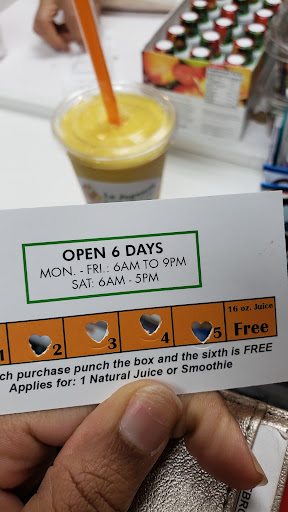 OPEN 6 DAYS
MON. - FRI.: 6AM TO 9PM
SAT: 6AM - 5PM
16 oz. Juice
1 2 3 4 5 Free
ch purchase punch the box and the sixth is FREE
Applies for: 1 Natural Juice or Smoothie